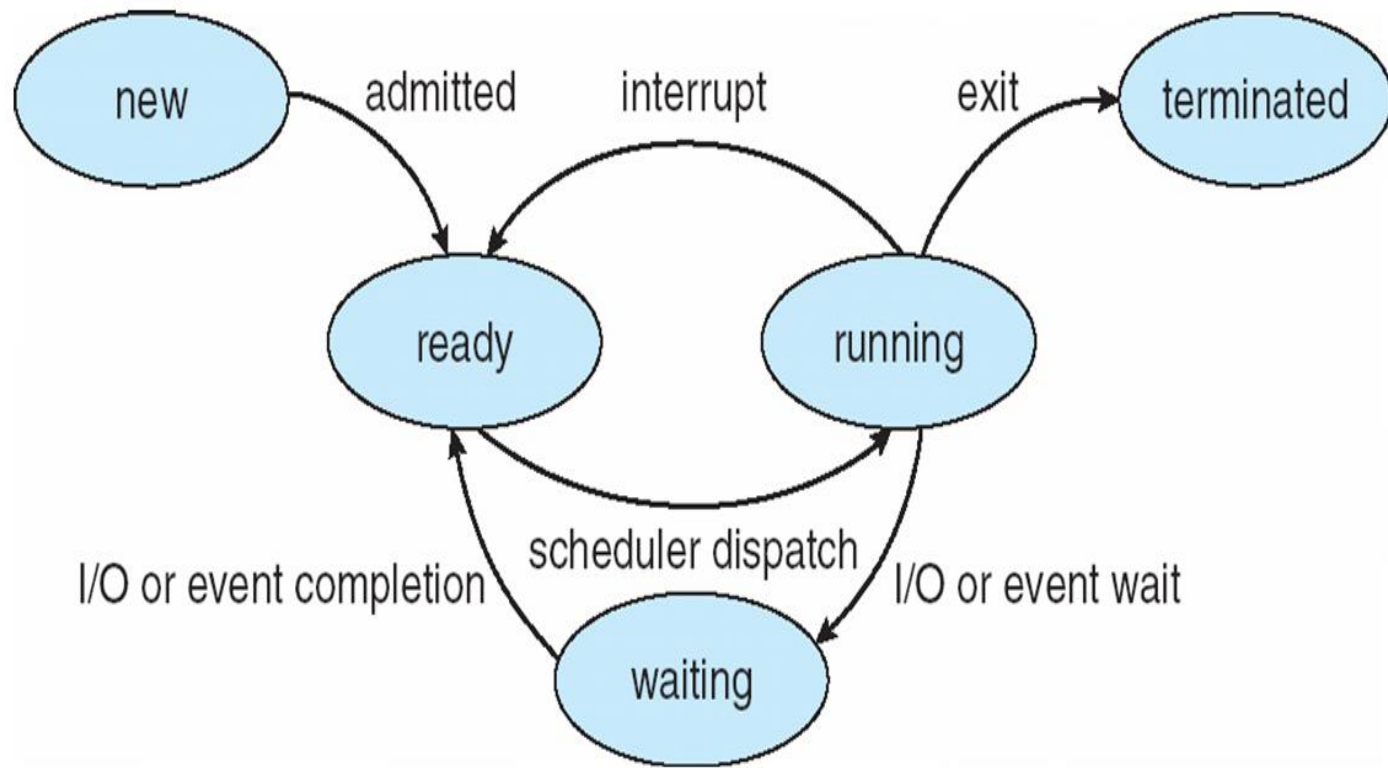 new
admitted
interrupt
exit
terminated
ready
running
scheduler dispatch
I/O or event completion
I/O or event wait
waiting